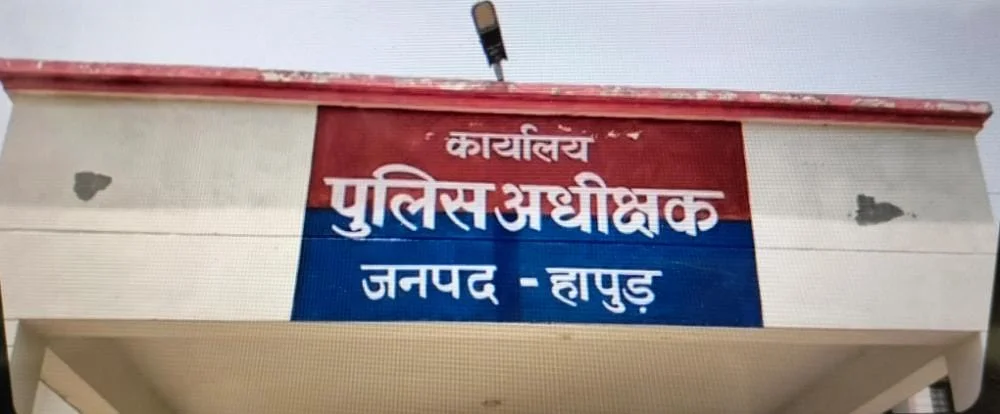 कार्यालय
पुलिस अधीक्षक
जनपद - हापुड़